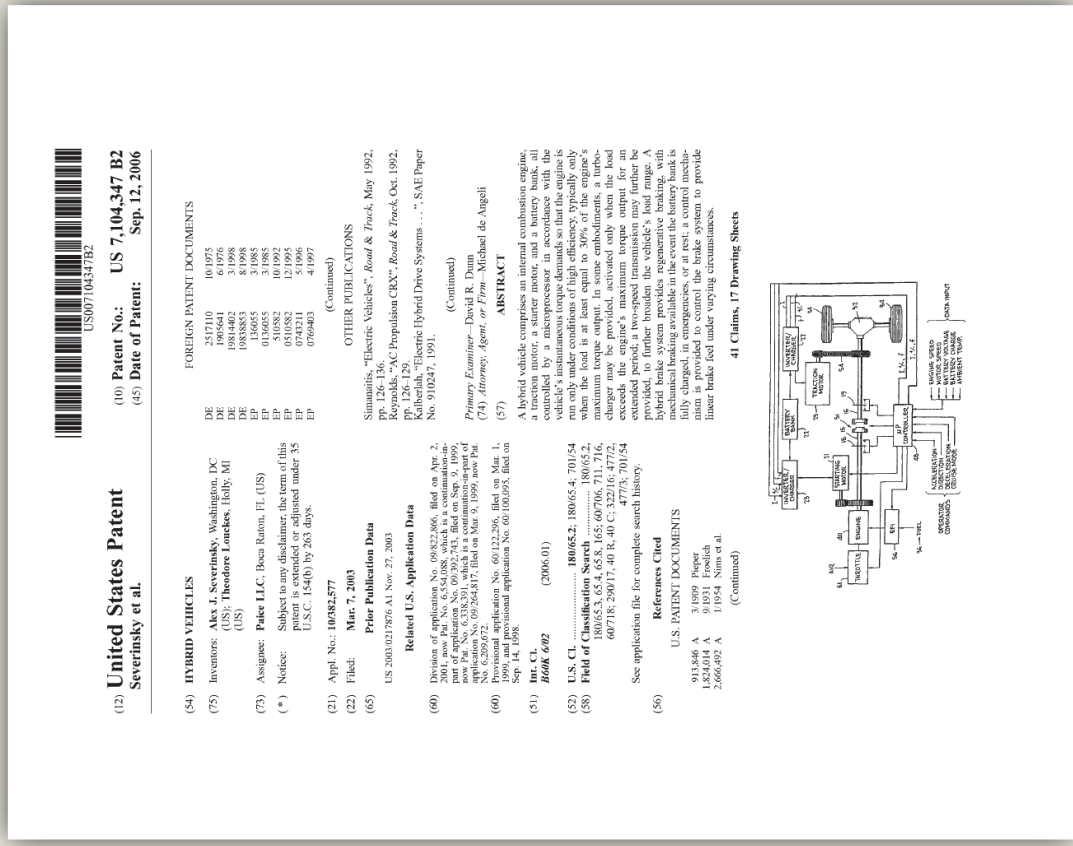 US007104347B2
(12) United States Patent
Severinsky et al.
(10) Patent No.: US 7,104,347 B2
(45) Date of Patent: Sep. 12, 2006
(54) HYBRID VEHICLES
(75) Inventors: Alex J. Severinsky, Washington, DC
(US); Theodore Louckes, Holly, MI
(US)
(73) Assignee: Paice LLC, Boca Raton, FL (US)
( * ) Notice: Subject to any disclaimer, the term of this
patent is extended or adjusted under 35
U.S.C. 154(b) by 263 days.
(21) Appl. No.: 10/382,577
(22) Filed: Mar. 7, 2003
(65) Prior Publication Data
US 2003/0217876 A1 Nov. 27, 2003
Related U.S. Application Data
(60) Division of application No. 09/822,866, filed on Apr. 2,
2001, now Pat. No. 6,554,088, which is a continuation-in-
part of application No. 09/392,743, filed on Sep. 9, 1999,
now Pat. No. 6,338,391, which is a continuation-in-part of
application No. 09/264,817, filed on Mar. 9, 1999, now Pat.
No. 6,209,672.
(60) Provisional application No. 60/122,296, filed on Mar. 1,
1999, and provisional application No. 60/100,095, filed on
Sep. 14, 1998.
(51) Int. Cl.
B60K 6/02 (2006.01)
(52) U.S. Cl. .................... 180/65.2; 180/65.4; 701/54
(58) Field of Classification Search ............... 180/65.2,
180/65.3, 65.4, 65.8, 165; 60/706, 711, 716,
60/718; 290/17, 40 R, 40 C; 322/16; 477/2,
477/3; 701/54
See application file for complete search history.
(56) References Cited
U.S. PATENT DOCUMENTS
913,846 A 3/1909 Pieper
1,824,014 A 9/1931 Froelich
2,666,492 A 1/1954 Nims et al.
(Continued)
FOREIGN PATENT DOCUMENTS
DE 2517110 10/1975
DE 1905641 6/1976
DE 19814402 3/1998
DE 19838853 8/1998
EP 136055 3/1985
EP 0136055 3/1985
EP 510582 10/1992
EP 0510582 12/1995
EP 0743211 5/1996
EP 0769403 4/1997
(Continued)
OTHER PUBLICATIONS
Simanaitis, “Electric Vehicles”, Road & Track, May 1992,
pp. 126–136.
Reynolds, “AC Propulsion CRX”, Road & Track, Oct. 1992,
pp. 126–129.
Kalberlah, “Electric Hybrid Drive Systems . . . ”, SAE Paper
No. 910247, 1991.
(Continued)
Primary Examiner—David R. Dunn
(74) Attorney, Agent, or Firm—Michael de Angeli
(57) ABSTRACT
A hybrid vehicle comprises an internal combustion engine,
a traction motor, a starter motor, and a battery bank, all
controlled by a microprocessor in accordance with the
vehicle's instantaneous torque demands so that the engine is
run only under conditions of high efficiency, typically only
when the load is at least equal to 30% of the engine's
maximum torque output. In some embodiments, a turbo-
charger may be provided, activated only when the load
exceeds the engine's maximum torque output for an
extended period; a two-speed transmission may further be
provided, to further broaden the vehicle's load range. A
hybrid brake system provides regenerative braking, with
mechanical braking available in the event the battery bank is
fully charged, in emergencies, or at rest; a control mecha-
nism is provided to control the brake system to provide
linear brake feel under varying circumstances.
41 Claims, 17 Drawing Sheets
INVERTER/
CHARGER
BATTERY
BANK
INVERTER/
CHARGER
STARTING
MOTOR
TRACTION
MOTOR
AIR
THROTTLE
ENGINE
EFI
FUEL
μP
CONTROLLER
OPERATOR
COMMANDS
ACCELERATION
DIRECTION
DECELERATION
CRUISE MODE
ENGINE SPEED
MOTOR SPEED
BATTERY VOLTAGE
BATTERY CHARGE
AMBIENT TEMP.
DATA INPUT